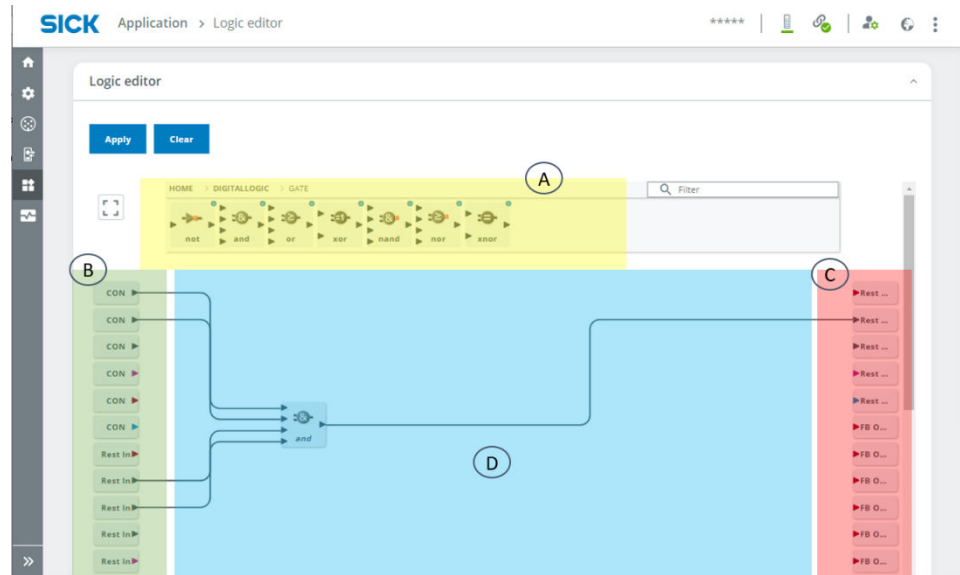 SICK Application > Logic editor *****
Logic editor
Apply Clear
A
HOME > DIGITALLOGIC > GATE Filter
not and or xor nand nor xnor
B C
CON Rest ...
CON Rest ...
CON Rest ...
CON Rest ...
CON Rest ...
CON FB O...
and
Rest In FB O...
D
Rest In FB O...
Rest In FB O...
Rest In FB O...
Rest In FB O...